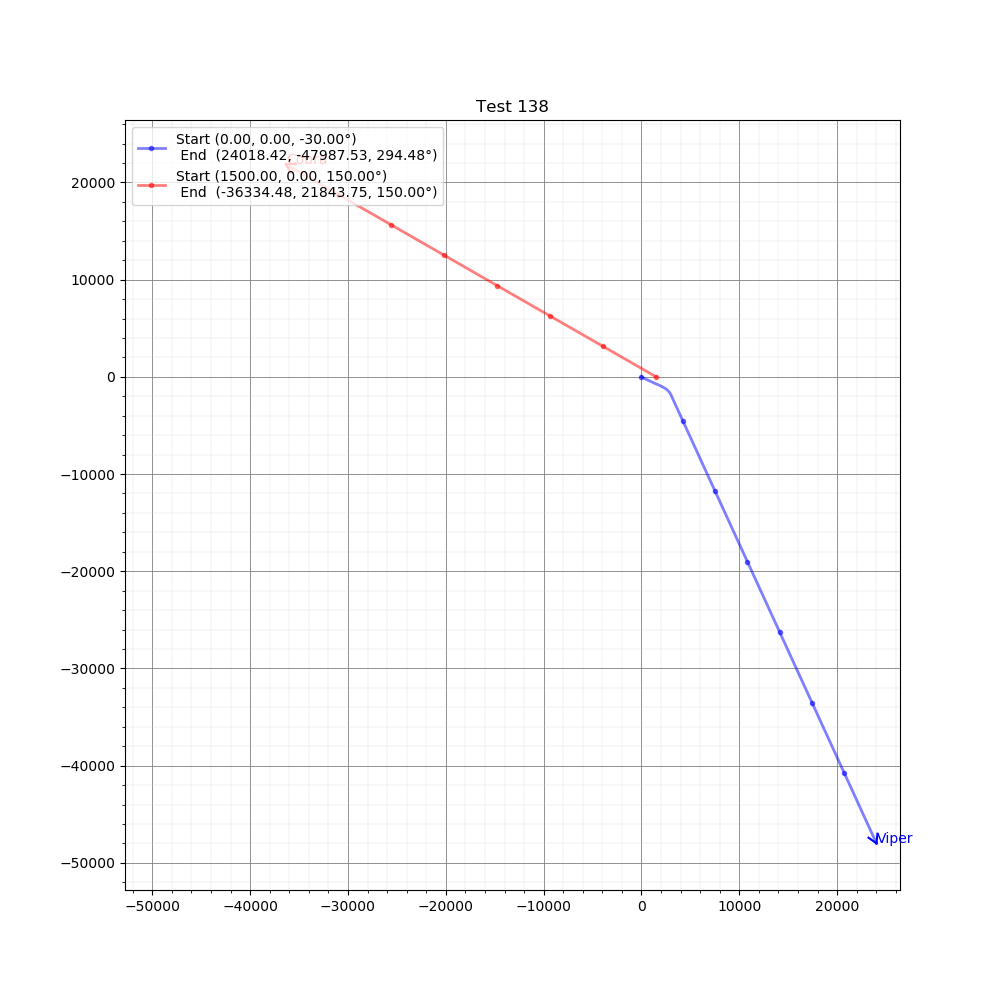 Test 138
Start (0.00, 0.00, -30.00°)
End (24018.42, -47987.53, 294.48°)
Start (1500.00, 0.00, 150.00°)
End (-36334.48, 21843.75, 150.00°)
20000
10000
0
−10000
−20000
−30000
−40000
−50000
Viper
−50000 −40000 −30000 −20000 −10000 0 10000 20000